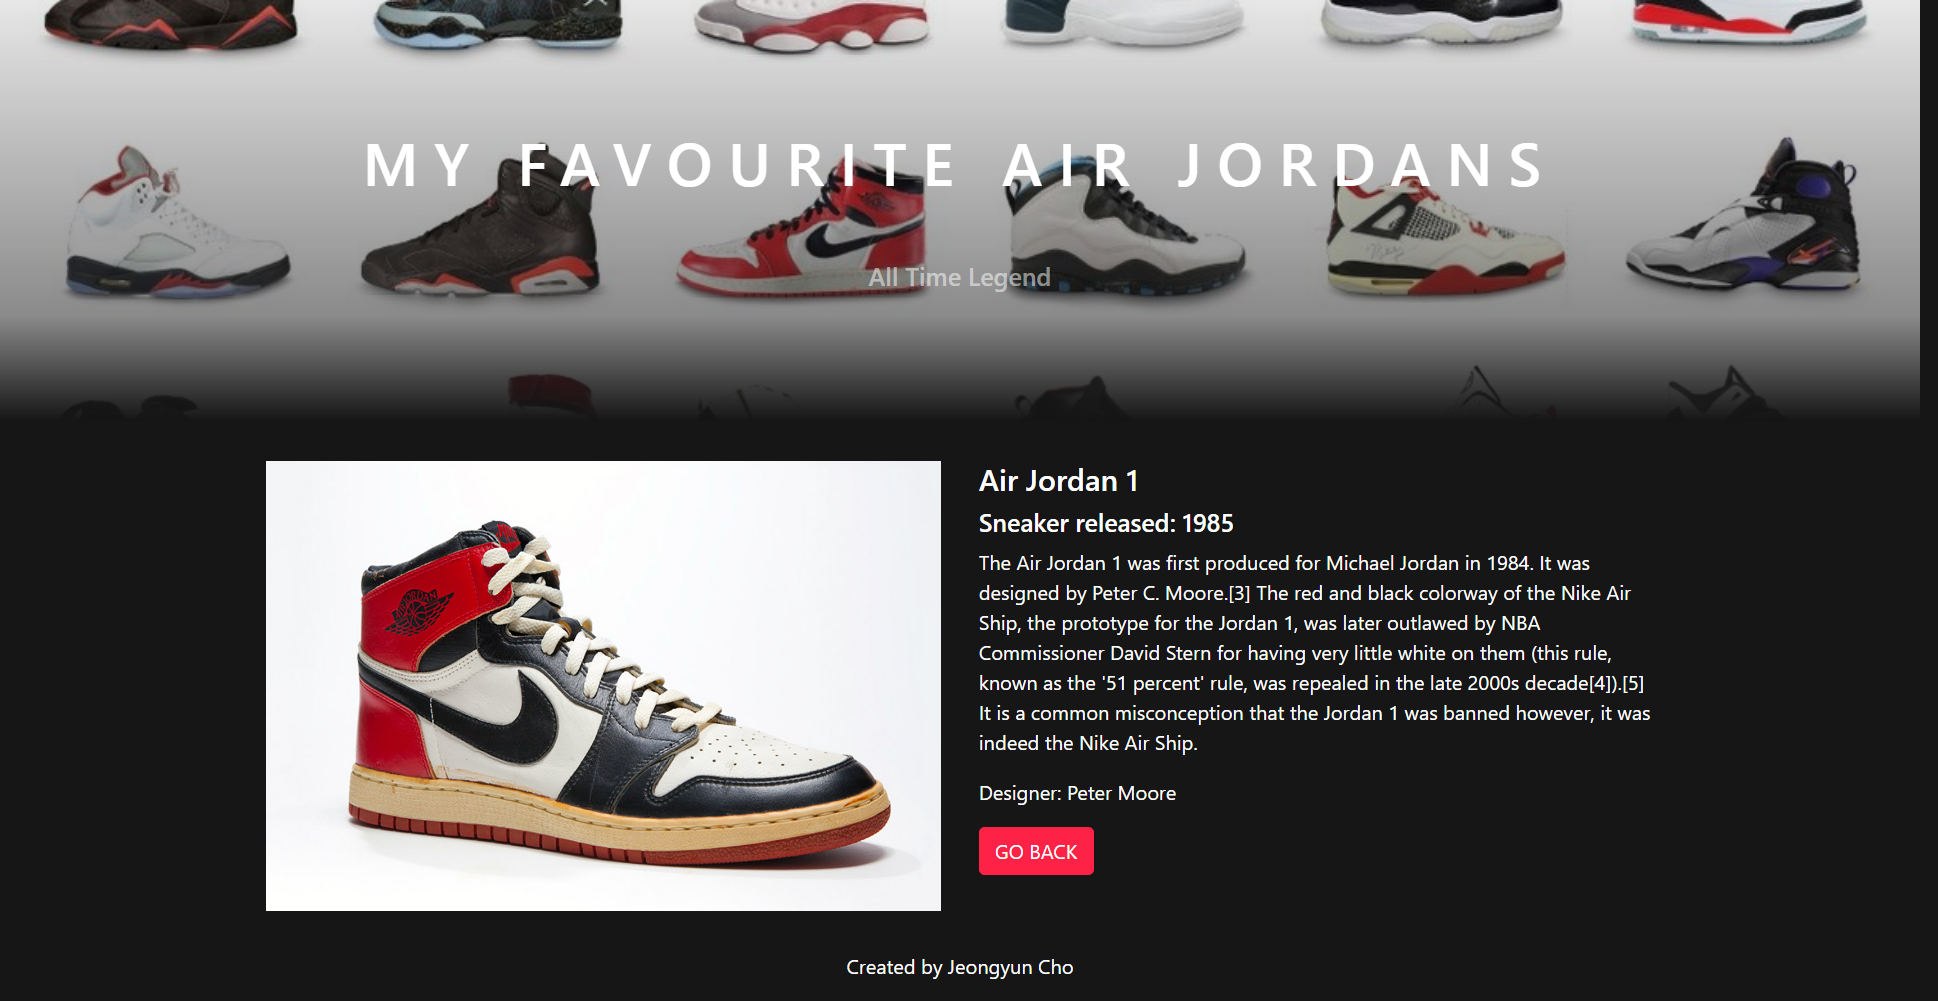 MY FAVOURITE AIR JORDANS
All Time Legend
Air Jordan 1
Sneaker released: 1985
The Air Jordan 1 was first produced for Michael Jordan in 1984. It was
designed by Peter C. Moore.[3] The red and black colorway of the Nike Air
Ship, the prototype for the Jordan 1, was later outlawed by NBA
Commissioner David Stern for having very little white on them (this rule,
known as the '51 percent' rule, was repealed in the late 2000s decade[4]).[5]
It is a common misconception that the Jordan 1 was banned however, it was
indeed the Nike Air Ship.
Designer: Peter Moore
GO BACK
Created by Jeongyun Cho